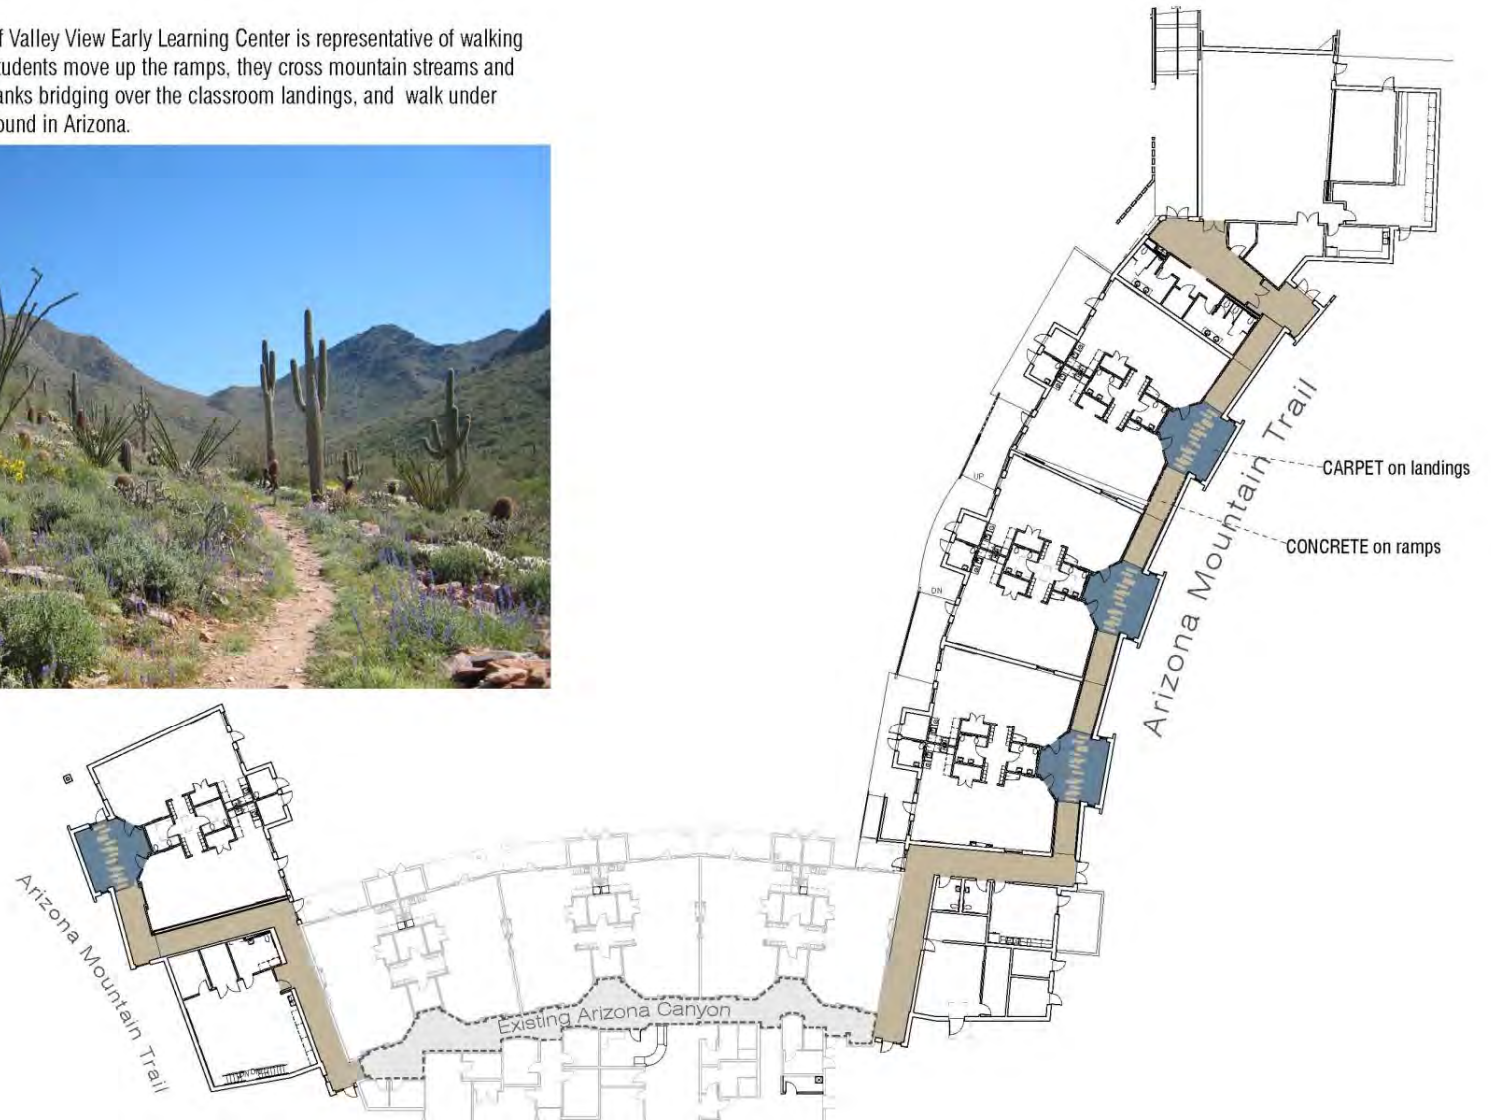 f Valley View Early Learning Center is representative of walking
tudents move up the ramps, they cross mountain streams and
anks bridging over the classroom landings, and walk under
ound in Arizona.
UP
DN
Arizona Mountain Trail
CARPET on landings
CONCRETE on ramps
Arizona Mountain Trail
Existing Arizona Canyon